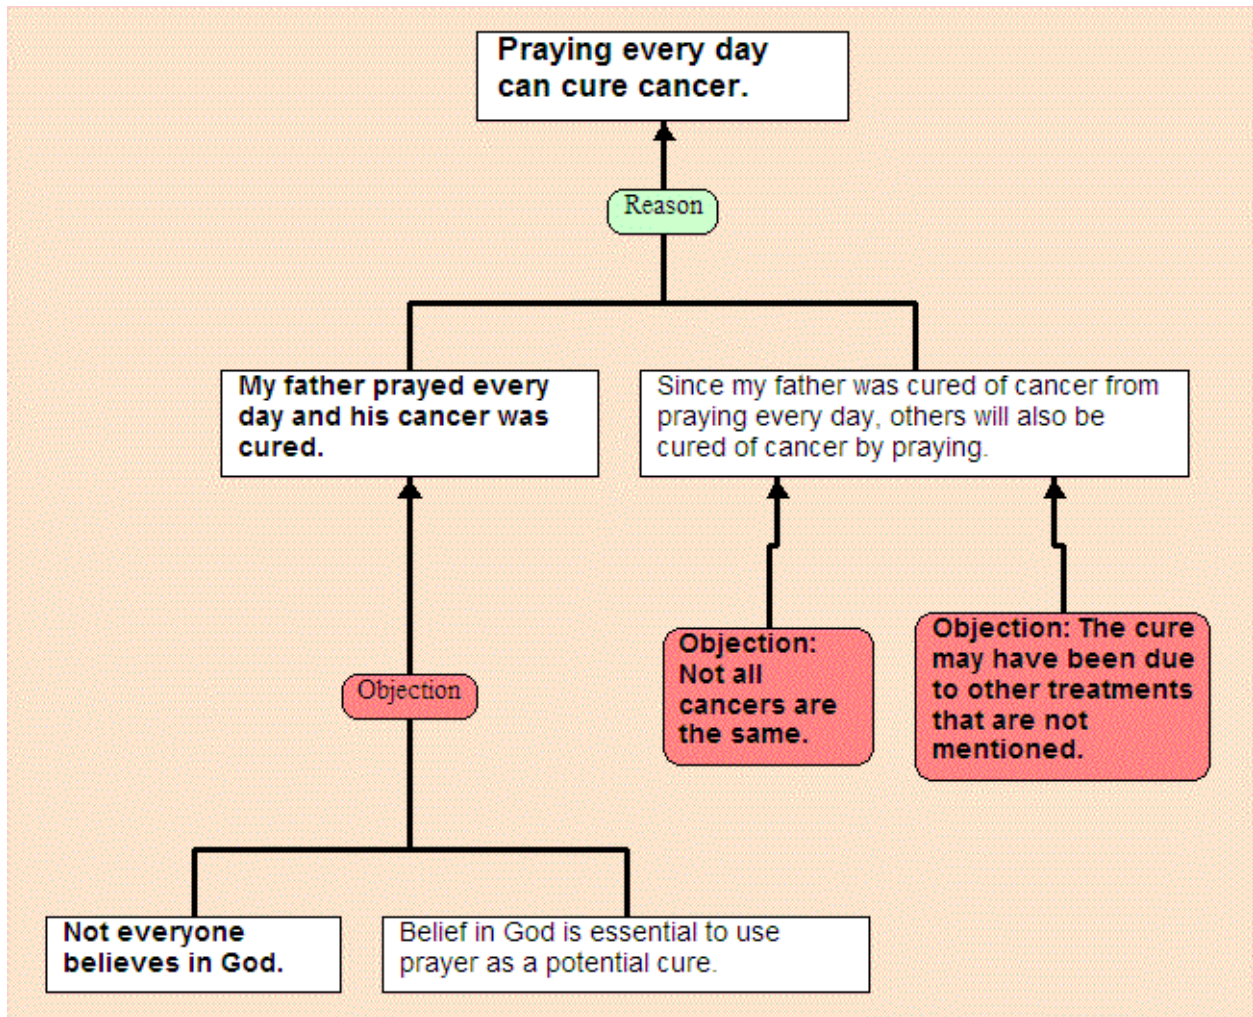 Praying every day
can cure cancer.
Reason
My father prayed every
day and his cancer was
cured.
Since my father was cured of cancer from
praying every day, others will also be
cured of cancer by praying.
Objection
Objection:
Not all
cancers are
the same.
Objection: The cure
may have been due
to other treatments
that are not
mentioned.
Not everyone
believes in God.
Belief in God is essential to use
prayer as a potential cure.